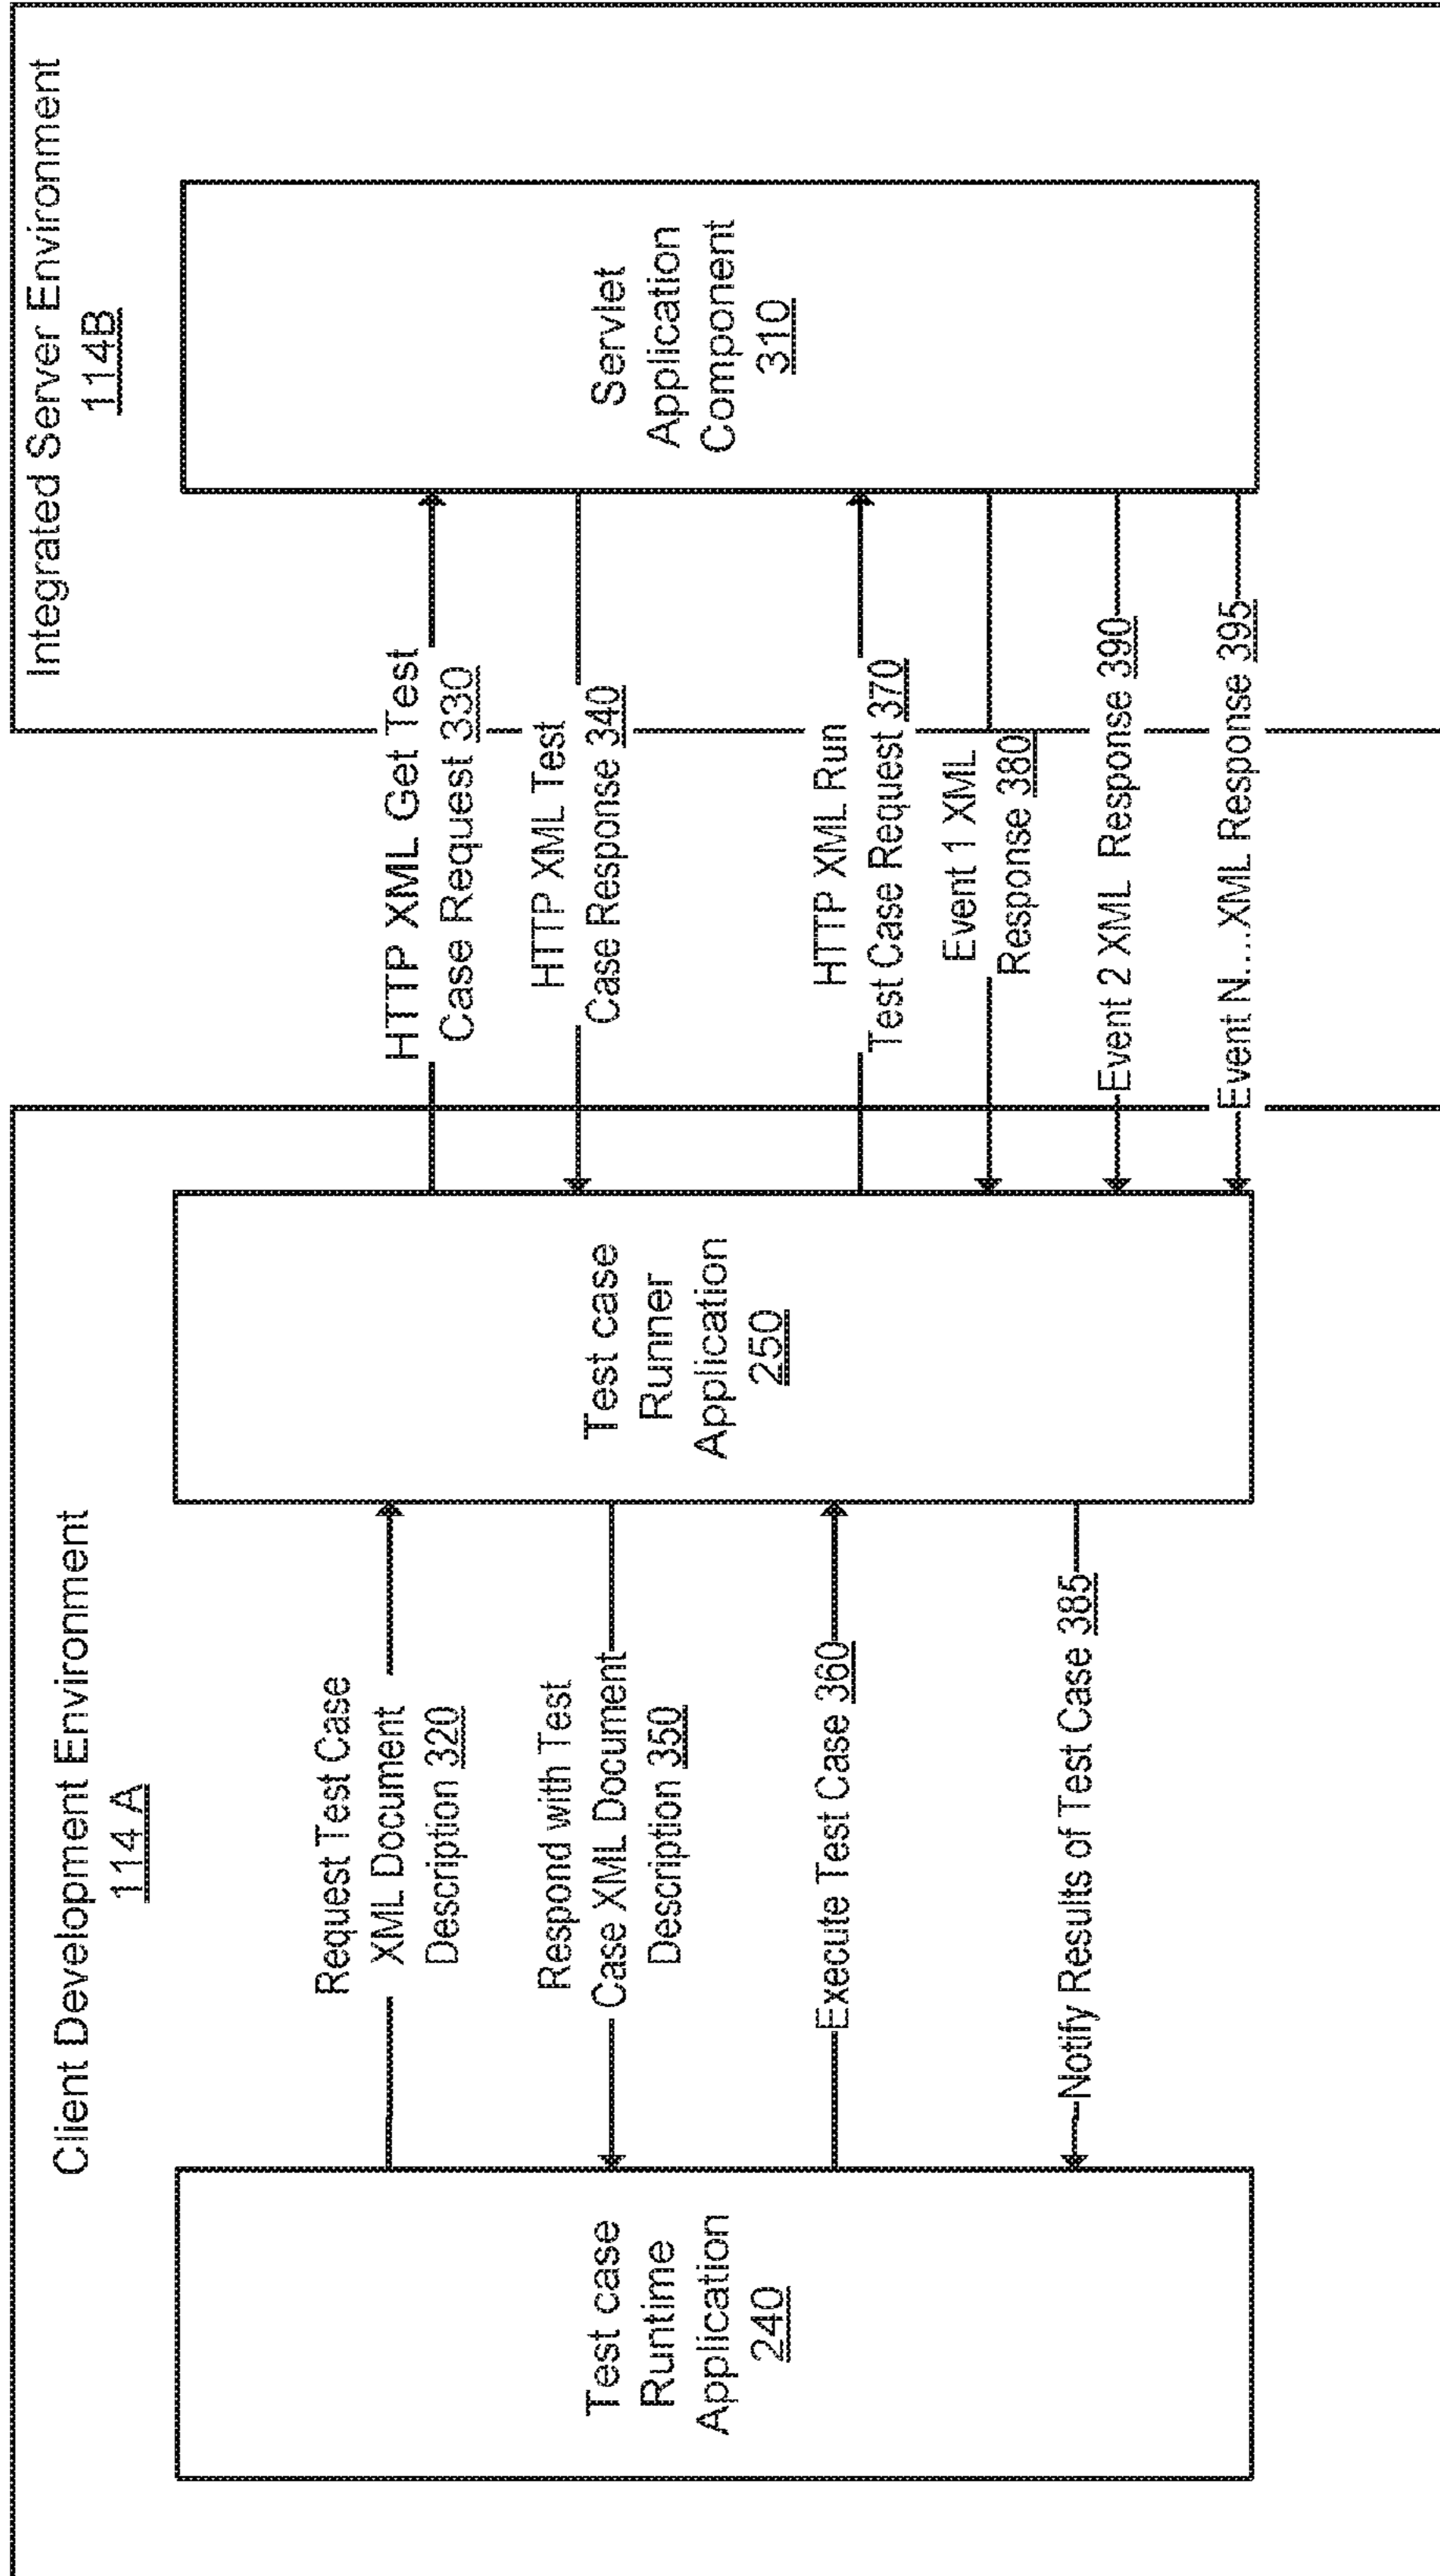 Client Development Environment
114 A
Test case
Runtime
Application
240
Request Test Case
XML Document
Description 320
Respond with Test
Case XML Document
Description 350
Execute Test Case 360
Notify Results of Test Case 385
Test case
Runner
Application
250
HTTP XML Get Test
Case Request 330
HTTP XML Test
Case Response 340
HTTP XML Run
Test Case Request 370
Event 1 XML
Response 380
Event 2 XML Response 390
Event N....XML Response 395
Integrated Server Environment
114B
Servlet
Application
Component
310